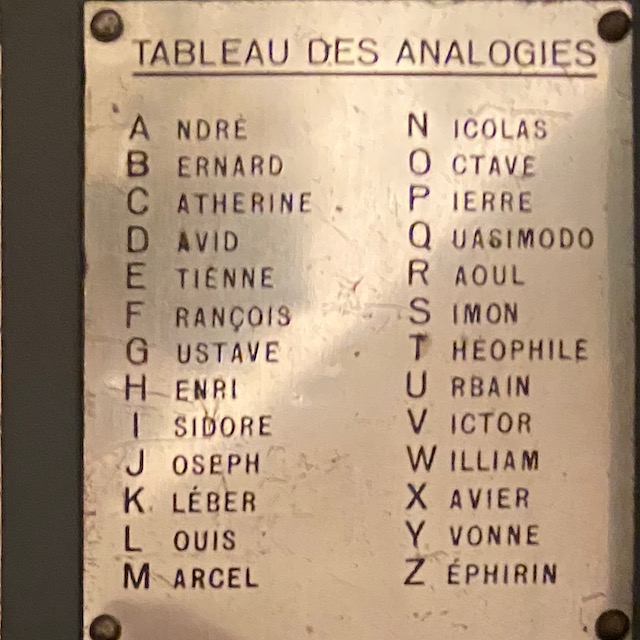 TABLEAU DES ANALOGIES
A NDRÉ
B ERNARD
C ATHERINE
D AVID
E TIENNE
F RANÇOIS
G USTAVE
H ENRI
I SIDORE
J OSEPH
K LÉBER
L OUIS
M ARCEL
N ICOLAS
O CTAVE
P IERRE
Q UASIMODO
R AOUL
S IMON
T HÉOPHILE
U RBAIN
V ICTOR
W ILLIAM
X AVIER
Y VONNE
Z ÉPHIRIN